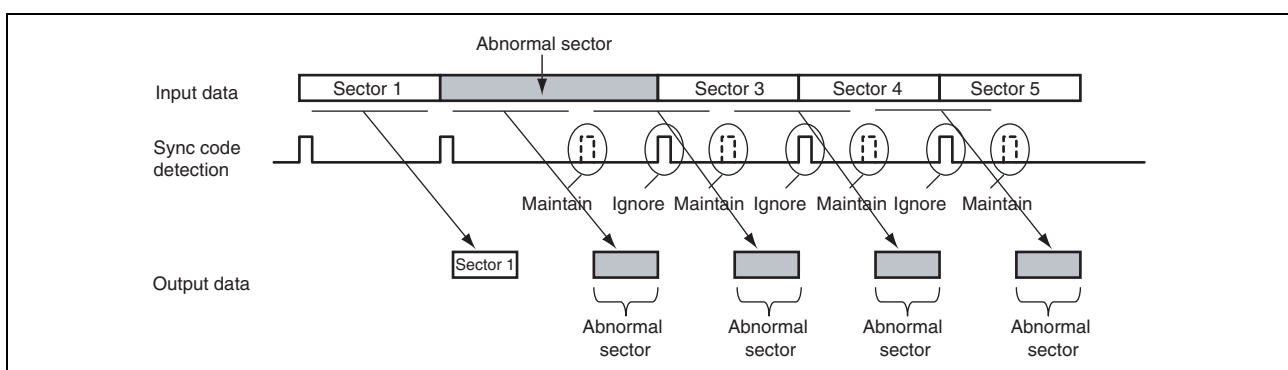 Abnormal sector
Input data
Sector 1
Sector 3
Sector 4
Sector 5
Sync code
detection
Maintain
Ignore
Maintain
Ignore
Maintain
Ignore
Maintain
Output data
Sector 1
Abnormal
sector
Abnormal
sector
Abnormal
sector
Abnormal
sector